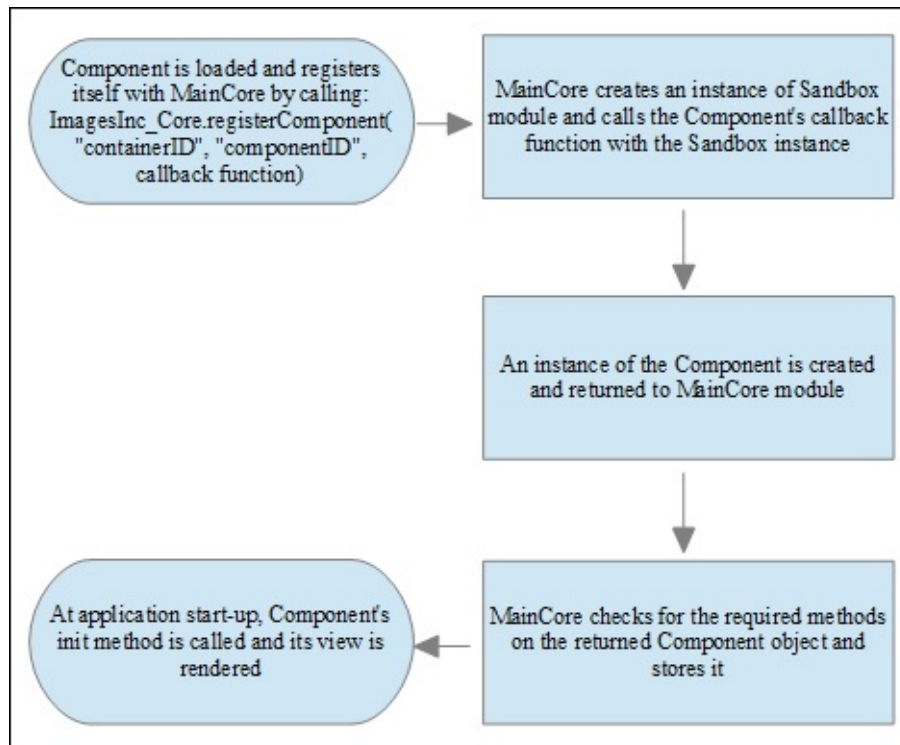 Component is loaded and registers
itself with MainCore by calling:
ImagesInc_Core.registerComponent(
"containerID", "componentID",
callback function)
MainCore creates an instance of Sandbox
module and calls the Component's callback
function with the Sandbox instance
An instance of the Component is created
and returned to MainCore module
MainCore checks for the required methods
on the returned Component object and
stores it
At application start-up, Component's
init method is called and its view is
rendered